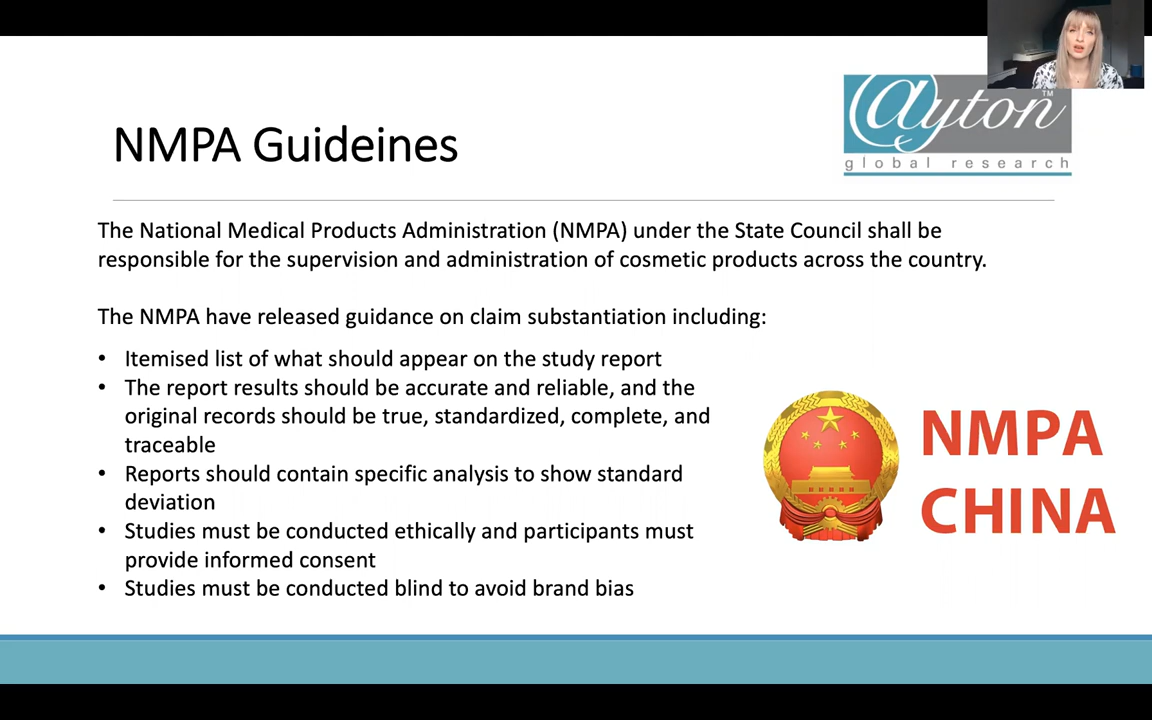 @yton™
global research
NMPA Guideines
The National Medical Products Administration (NMPA) under the State Council shall be
responsible for the supervision and administration of cosmetic products across the country.
The NMPA have released guidance on claim substantiation including:
• Itemised list of what should appear on the study report
• The report results should be accurate and reliable, and the
original records should be true, standardized, complete, and
traceable
• Reports should contain specific analysis to show standard
deviation
• Studies must be conducted ethically and participants must
provide informed consent
• Studies must be conducted blind to avoid brand bias
NMPA
CHINA